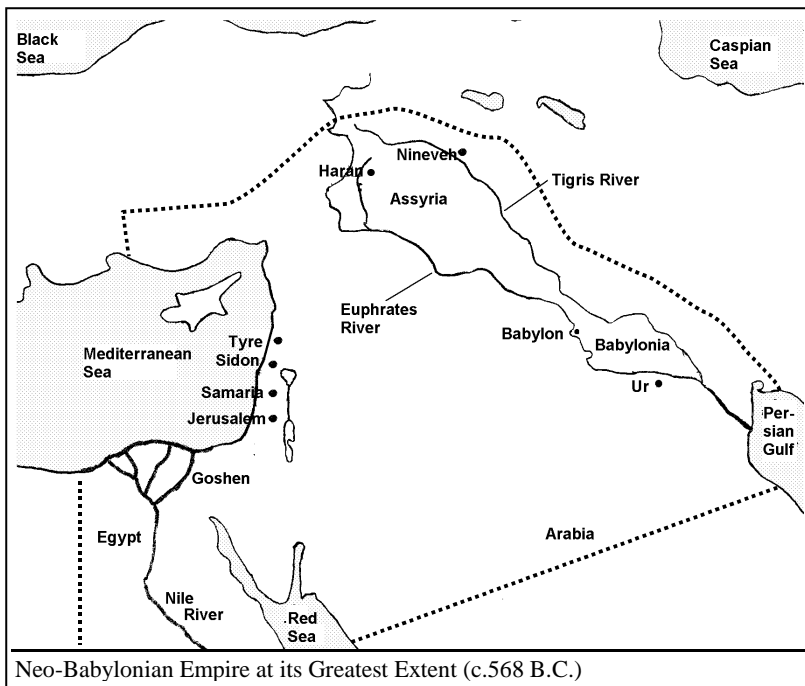 Black
Sea
Caspian
Sea
Nineveh
Haran
Tigris River
Assyria
Euphrates
River
Tyre
Babylon
Babylonia
Mediterranean
Sea
Sidon
Samaria
Ur
Jerusalem
Per-
sian
Gulf
Goshen
Egypt
Arabia
Nile
River
Red
Sea
Neo-Babylonian Empire at its Greatest Extent (c.568 B.C.)